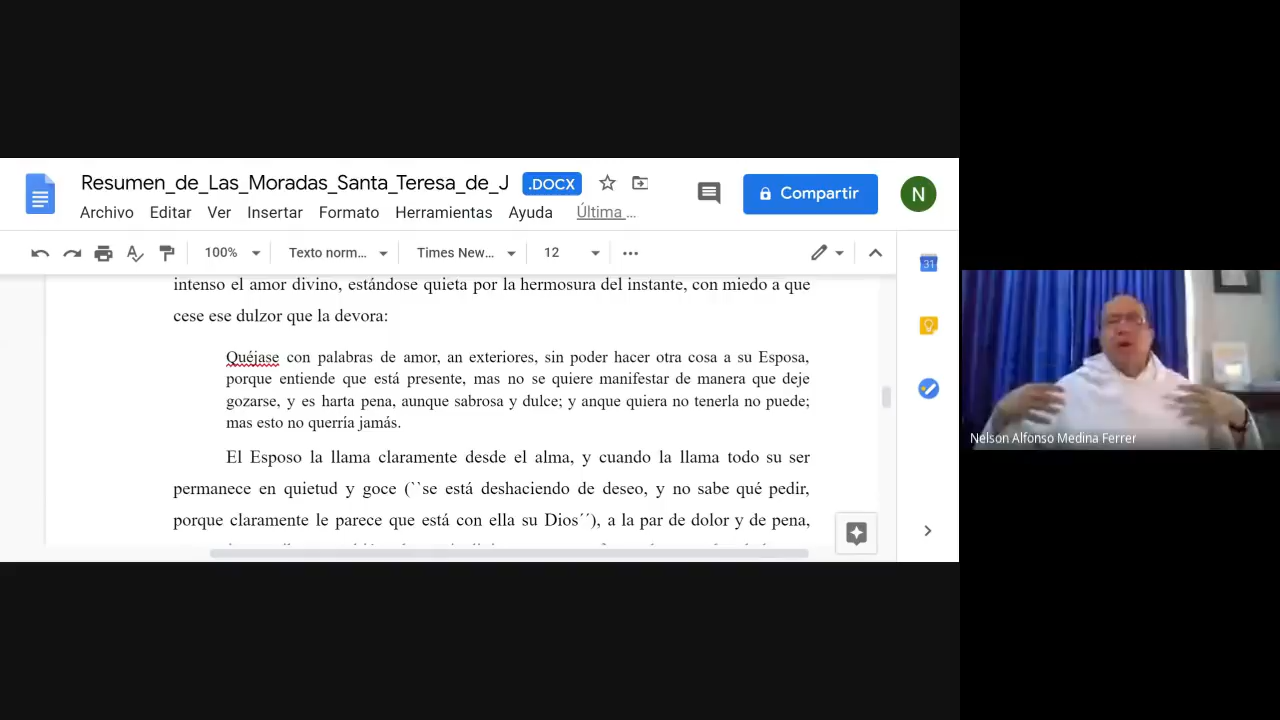 Resumen_de_Las_Moradas_Santa_Teresa_de_J .DOCX
Compartir
N
Archivo Editar Ver Insertar Formato Herramientas Ayuda Última ...
100% Texto norm... Times New... 12
31
intenso el amor divino, estándose quieta por la hermosura del instante, con miedo a que
cese ese dulzor que la devora:
Quéjase con palabras de amor, an exteriores, sin poder hacer otra cosa a su Esposa,
porque entiende que está presente, mas no se quiere manifestar de manera que deje
gozarse, y es harta pena, aunque sabrosa y dulce; y anque quiera no tenerla no puede;
mas esto no querría jamás.
El Esposo la llama claramente desde el alma, y cuando la llama todo su ser
permanece en quietud y goce (``se está deshaciendo de deseo, y no sabe qué pedir,
porque claramente le parece que está con ella su Dios´´), a la par de dolor y de pena,
Nelson Alfonso Medina Ferrer